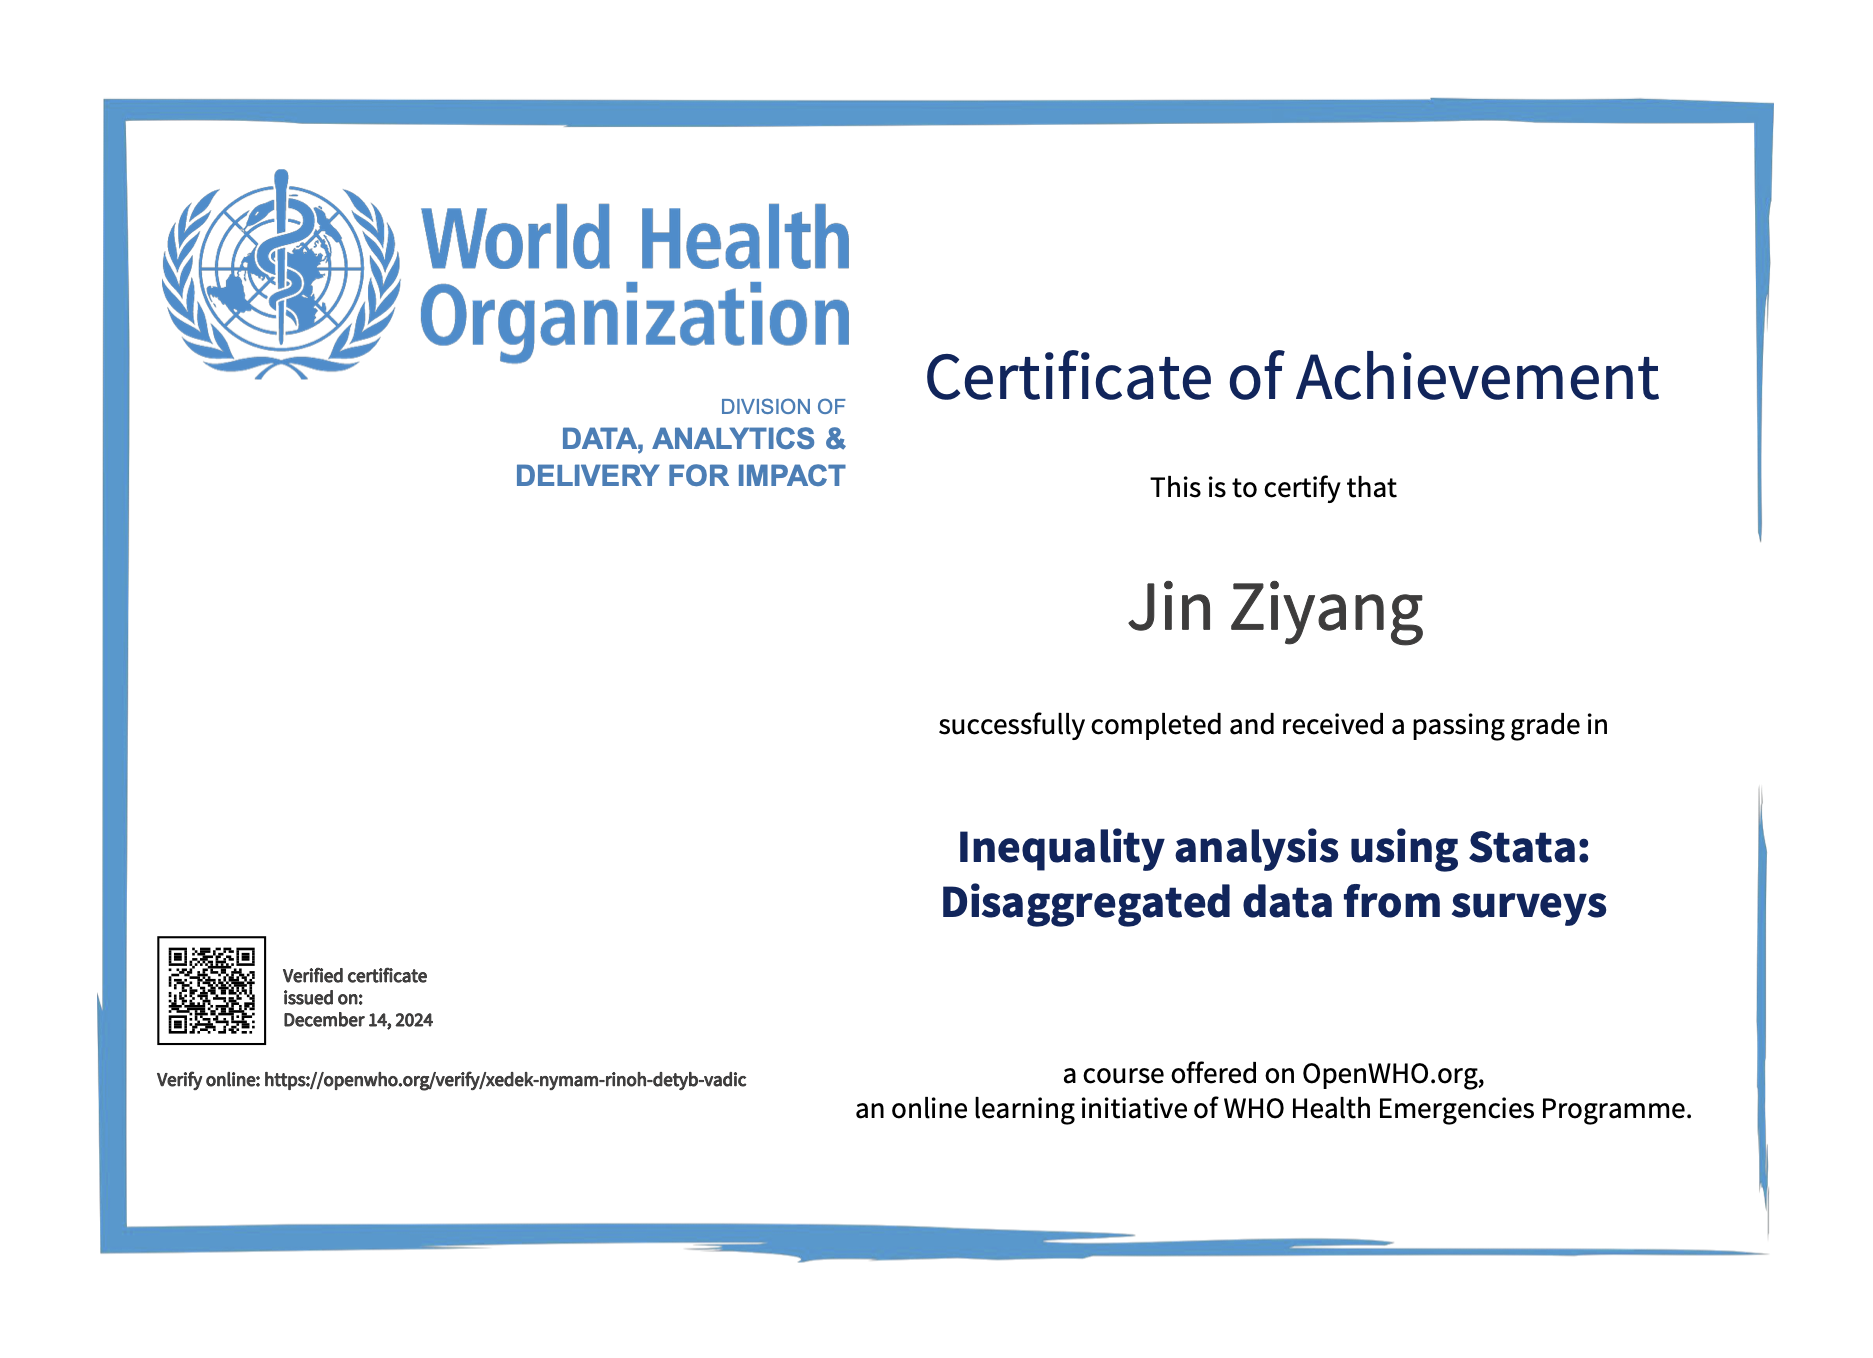 World Health
Organization
DIVISION OF
DATA, ANALYTICS &
DELIVERY FOR IMPACT
Certificate of Achievement
This is to certify that
Jin Ziyang
successfully completed and received a passing grade in
Inequality analysis using Stata:
Disaggregated data from surveys
Verified certificate
issued on:
December 14, 2024
Verify online: https://openwho.org/verify/xedek-nymam-rinoh-detyb-vadic
a course offered on OpenWHO.org,
an online learning initiative of WHO Health Emergencies Programme.